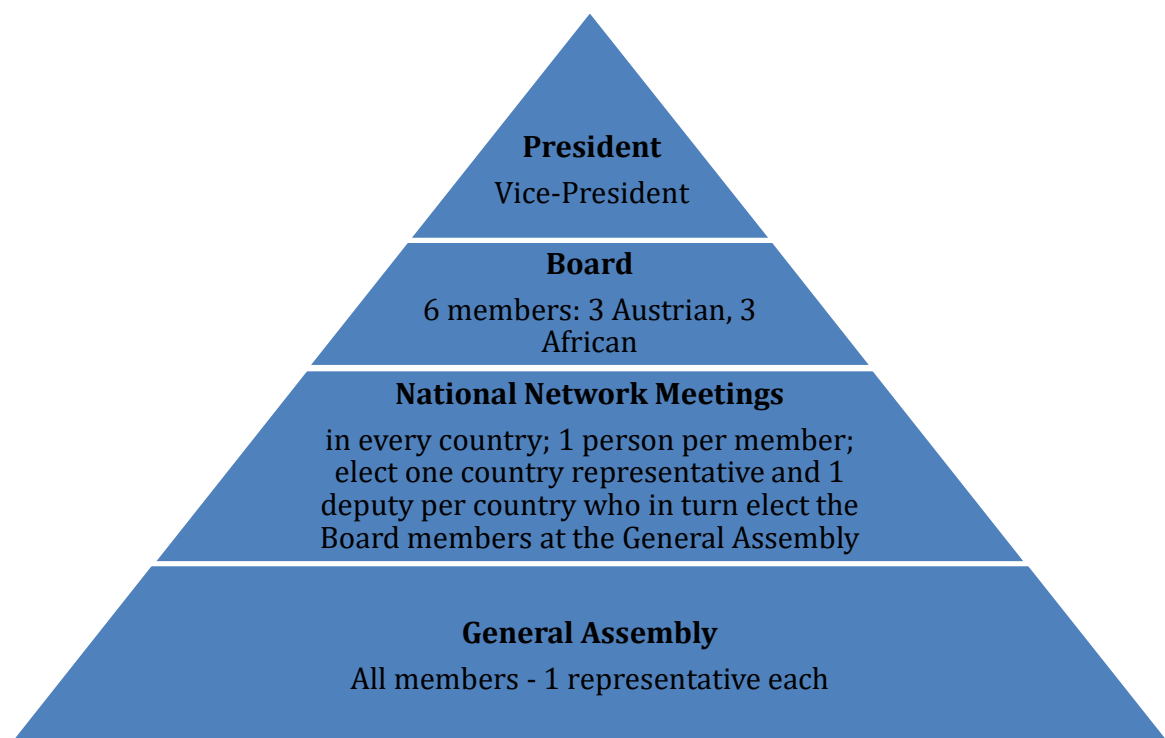 President
Vice-President
Board
6 members: 3 Austrian, 3
African
National Network Meetings
in every country; 1 person per member;
elect one country representative and 1
deputy per country who in turn elect the
Board members at the General Assembly
General Assembly
All members - 1 representative each